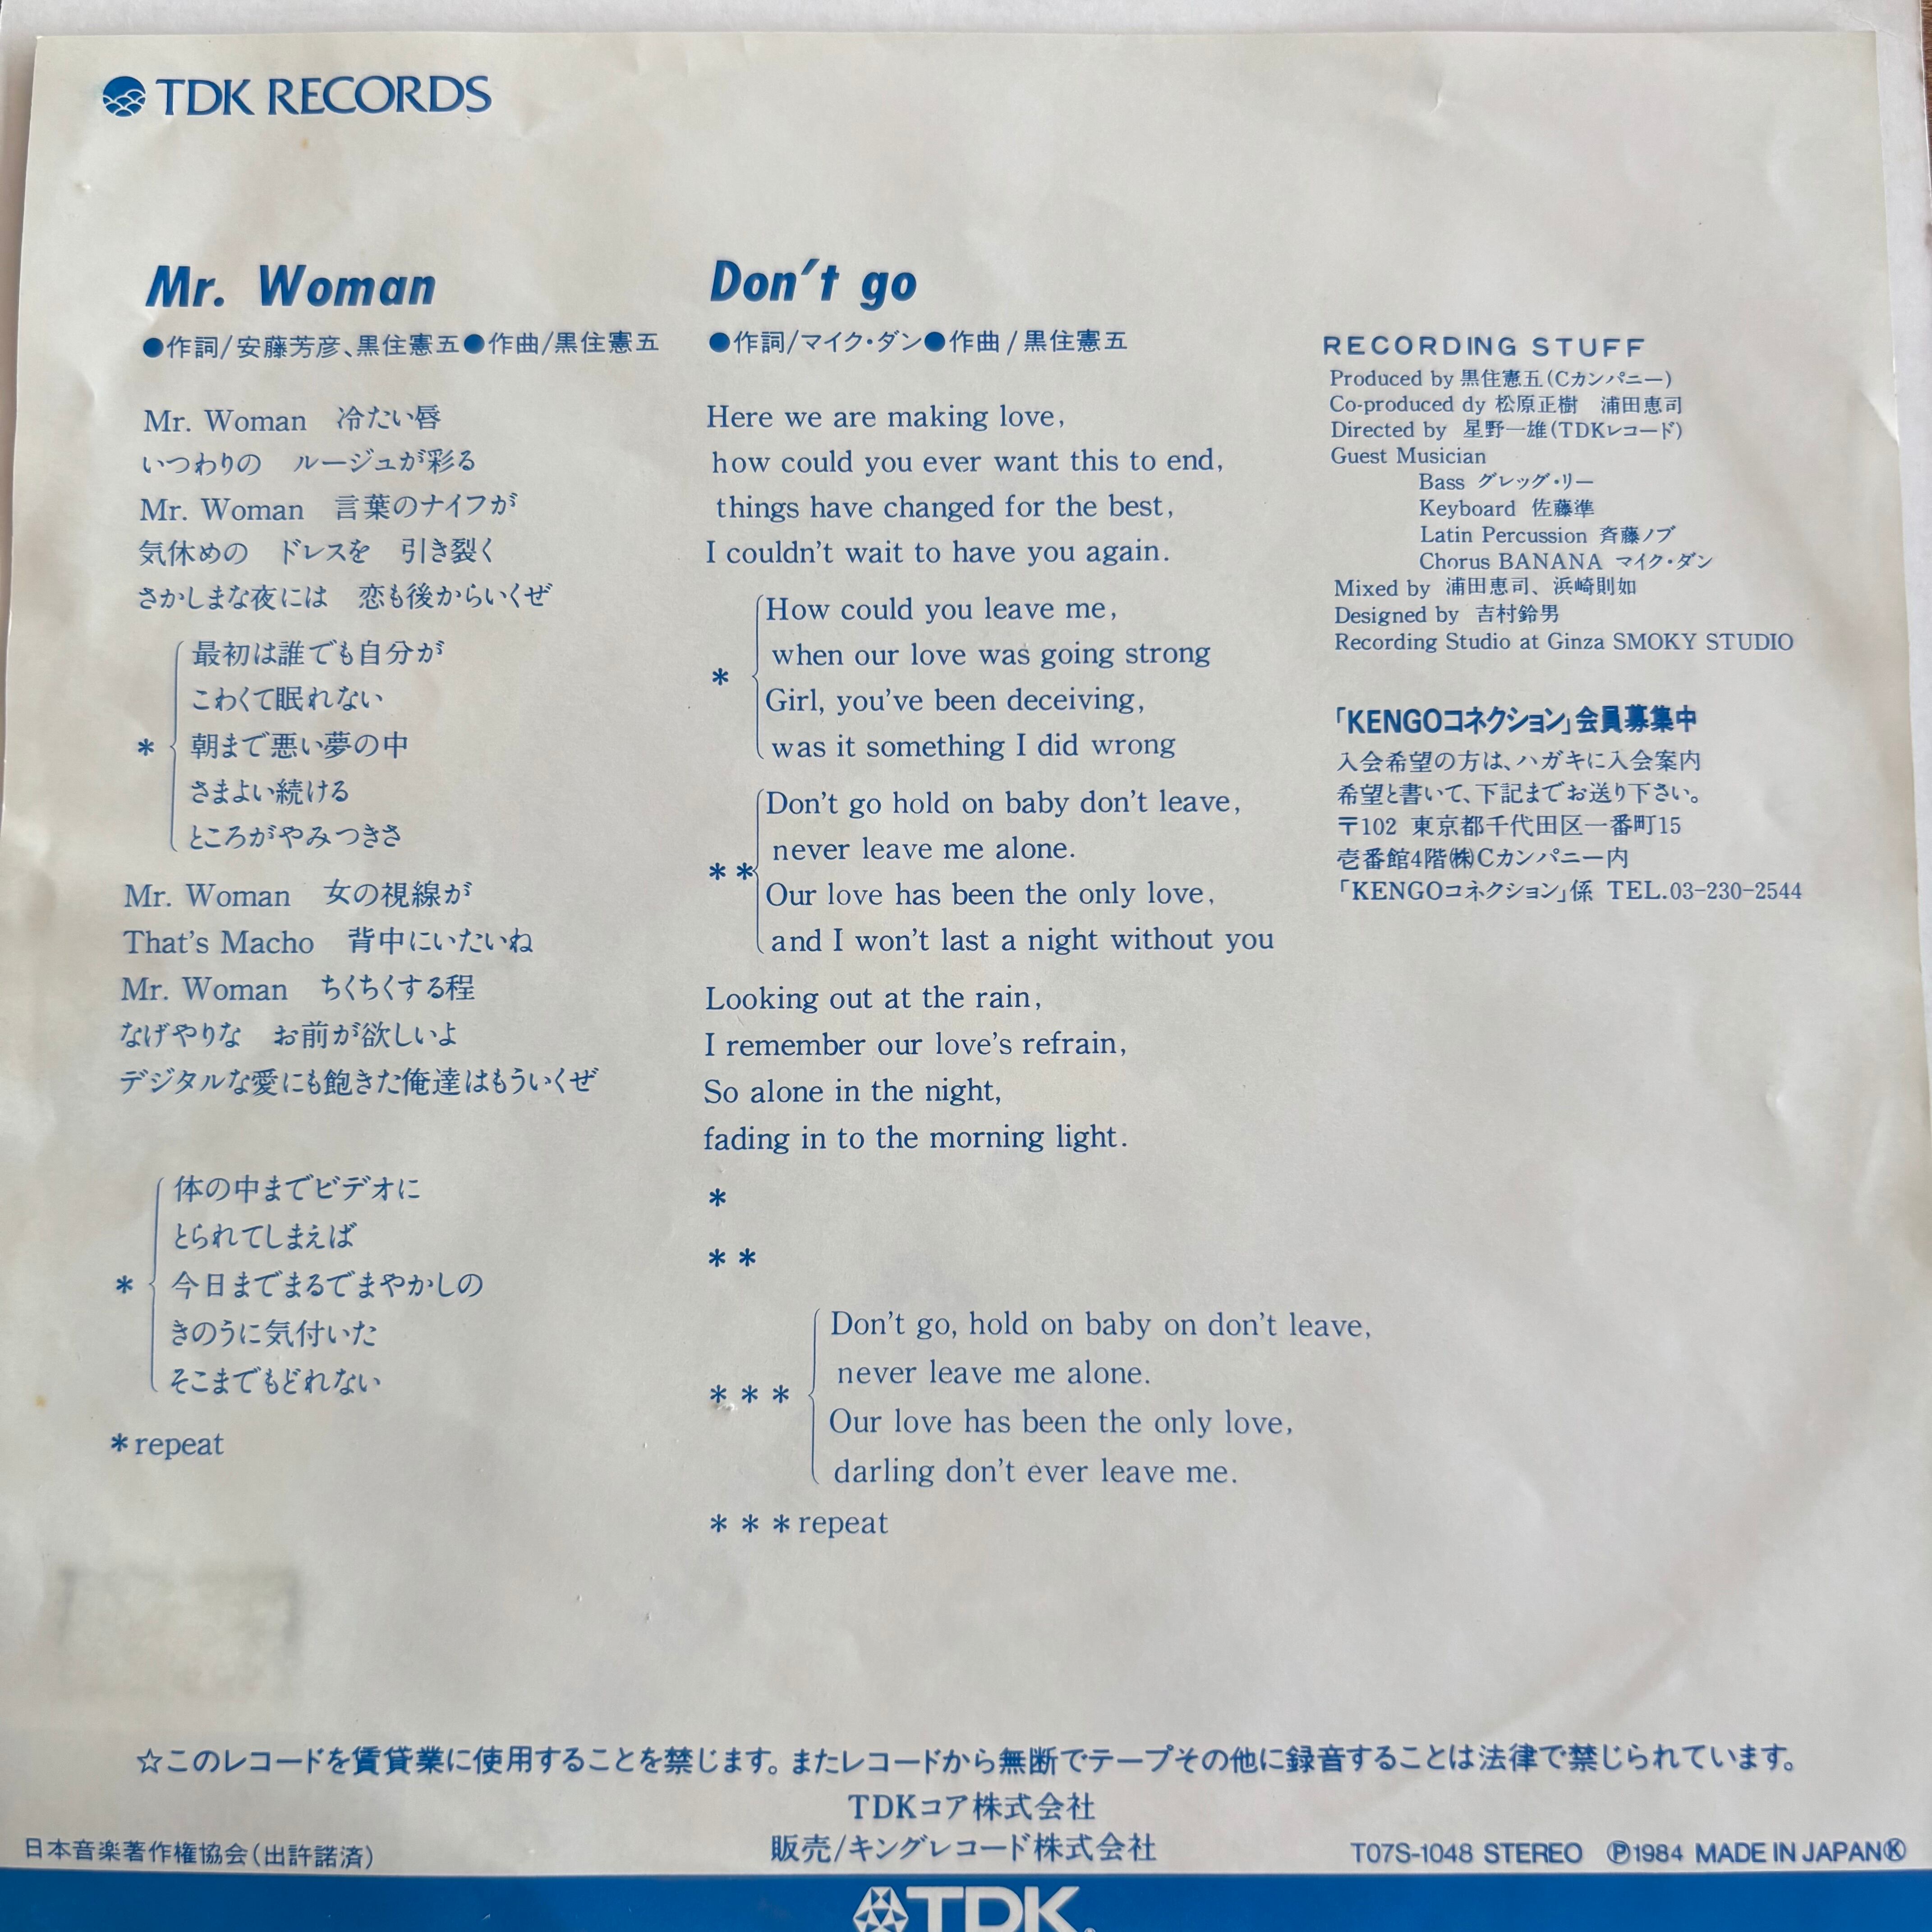 TDK RECORDS
Mr. Woman
●作詞/安藤芳彦、黒住憲五●作曲/黒住憲五
Mr. Woman 冷たい唇
いつわりの ルージュが彩る
Mr. Woman 言葉のナイフが
気休めの ドレスを 引き裂く
さかしまな夜には 恋も後からいくぜ
最初は誰でも自分が
こわくて眠れない
* 朝まで悪い夢の中
さまよい続ける
ところがやみつきさ
Mr. Woman 女の視線が
That's Macho 背中にいたいね
Mr. Woman ちくちくする程
なげやりな お前が欲しいよ
デジタルな愛にも飽きた俺達はもういくぜ
体の中までビデオに
とられてしまえば
* 今日までまるでまやかしの
きのうに気付いた
そこまでもどれない
*repeat
Don't go
●作詞/マイク・ダン●作曲/黒住憲五
Here we are making love,
how could you ever want this to end,
things have changed for the best,
I couldn't wait to have you again.
How could you leave me,
when our love was going strong
*
Girl, you've been deceiving,
was it something I did wrong
Don't go hold on baby don't leave,
never leave me alone.
**
Our love has been the only love,
and I won't last a night without you
Looking out at the rain,
I remember our love's refrain,
So alone in the night,
fading in to the morning light.
*
**
Don't go, hold on baby on don't leave,
never leave me alone.
***
Our love has been the only love,
darling don't ever leave me.
***repeat
RECORDING STUFF
Produced by 黒住憲五(Cカンパニー)
Co-produced dy 松原正樹 浦田恵司
Directed by 星野一雄(TDKレコード)
Guest Musician
Bass グレッグ・リー
Keyboard 佐藤準
Latin Percussion 斉藤ノブ
Chorus BANANA マイク・ダン
Mixed by 浦田恵司、浜崎則如
Designed by 吉村鈴男
Recording Studio at Ginza SMOKY STUDIO
「KENGOコネクション」会員募集中
入会希望の方は、ハガキに入会案内
希望と書いて、下記までお送り下さい。
〒102 東京都千代田区一番町15
壱番館4階㈱Cカンパニー内
「KENGOコネクション」係 TEL.03-230-2544
☆このレコードを賃貸業に使用することを禁じます。またレコードから無断でテープその他に録音することは法律で禁じられています。
TDKコア株式会社
日本音楽著作権協会(出許諾済)
販売/キングレコード株式会社
T07S-1048 STEREO Ⓟ1984 MADE IN JAPANⓀ
TDK.